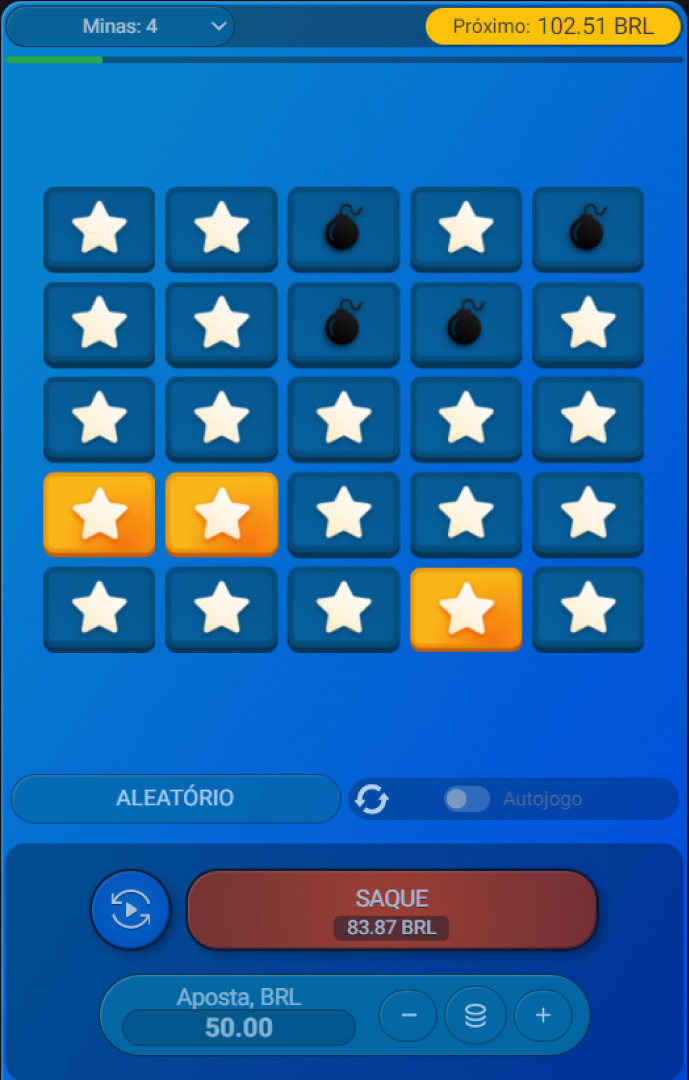 Minas: 4
Próximo: 102.51 BRL
ALEATÓRIO
Autojogo
SAQUE
83.87 BRL
Aposta, BRL
50.00